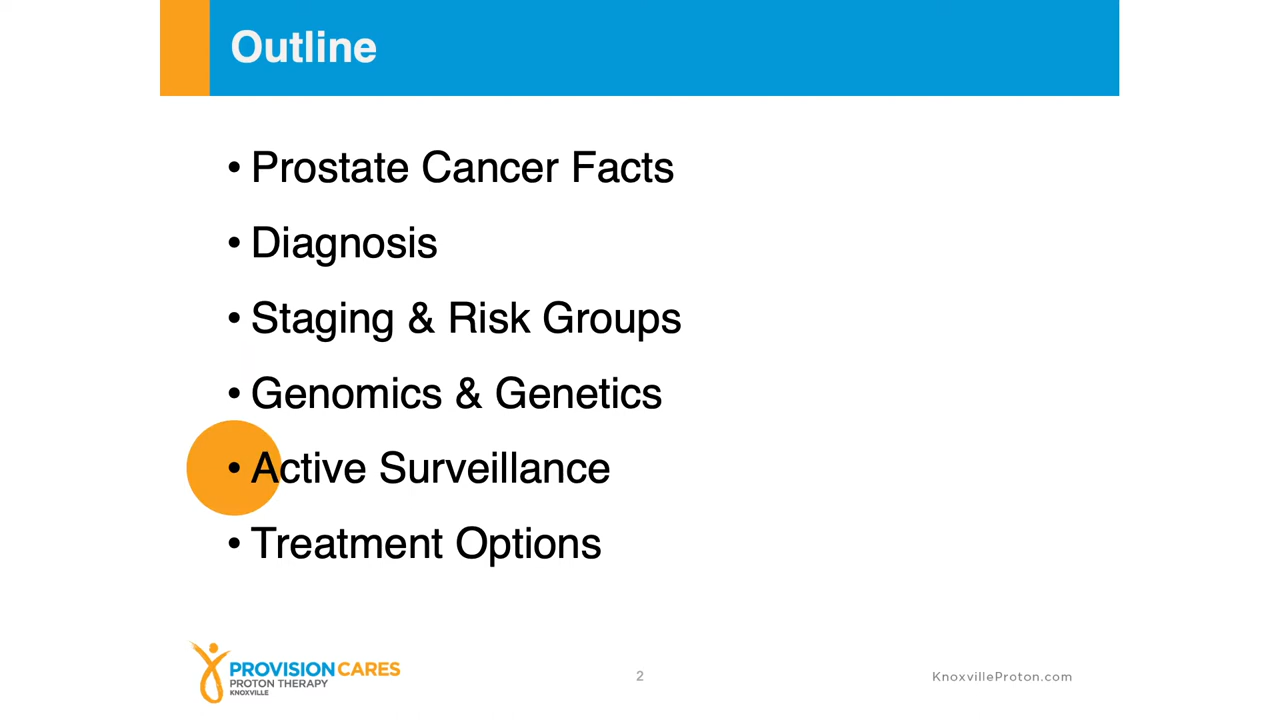 Outline
• Prostate Cancer Facts
• Diagnosis
• Staging & Risk Groups
• Genomics & Genetics
• Active Surveillance
• Treatment Options
PROVISION CARES
PROTON THERAPY
KNOXVILLE
2
KnoxvilleProton.com